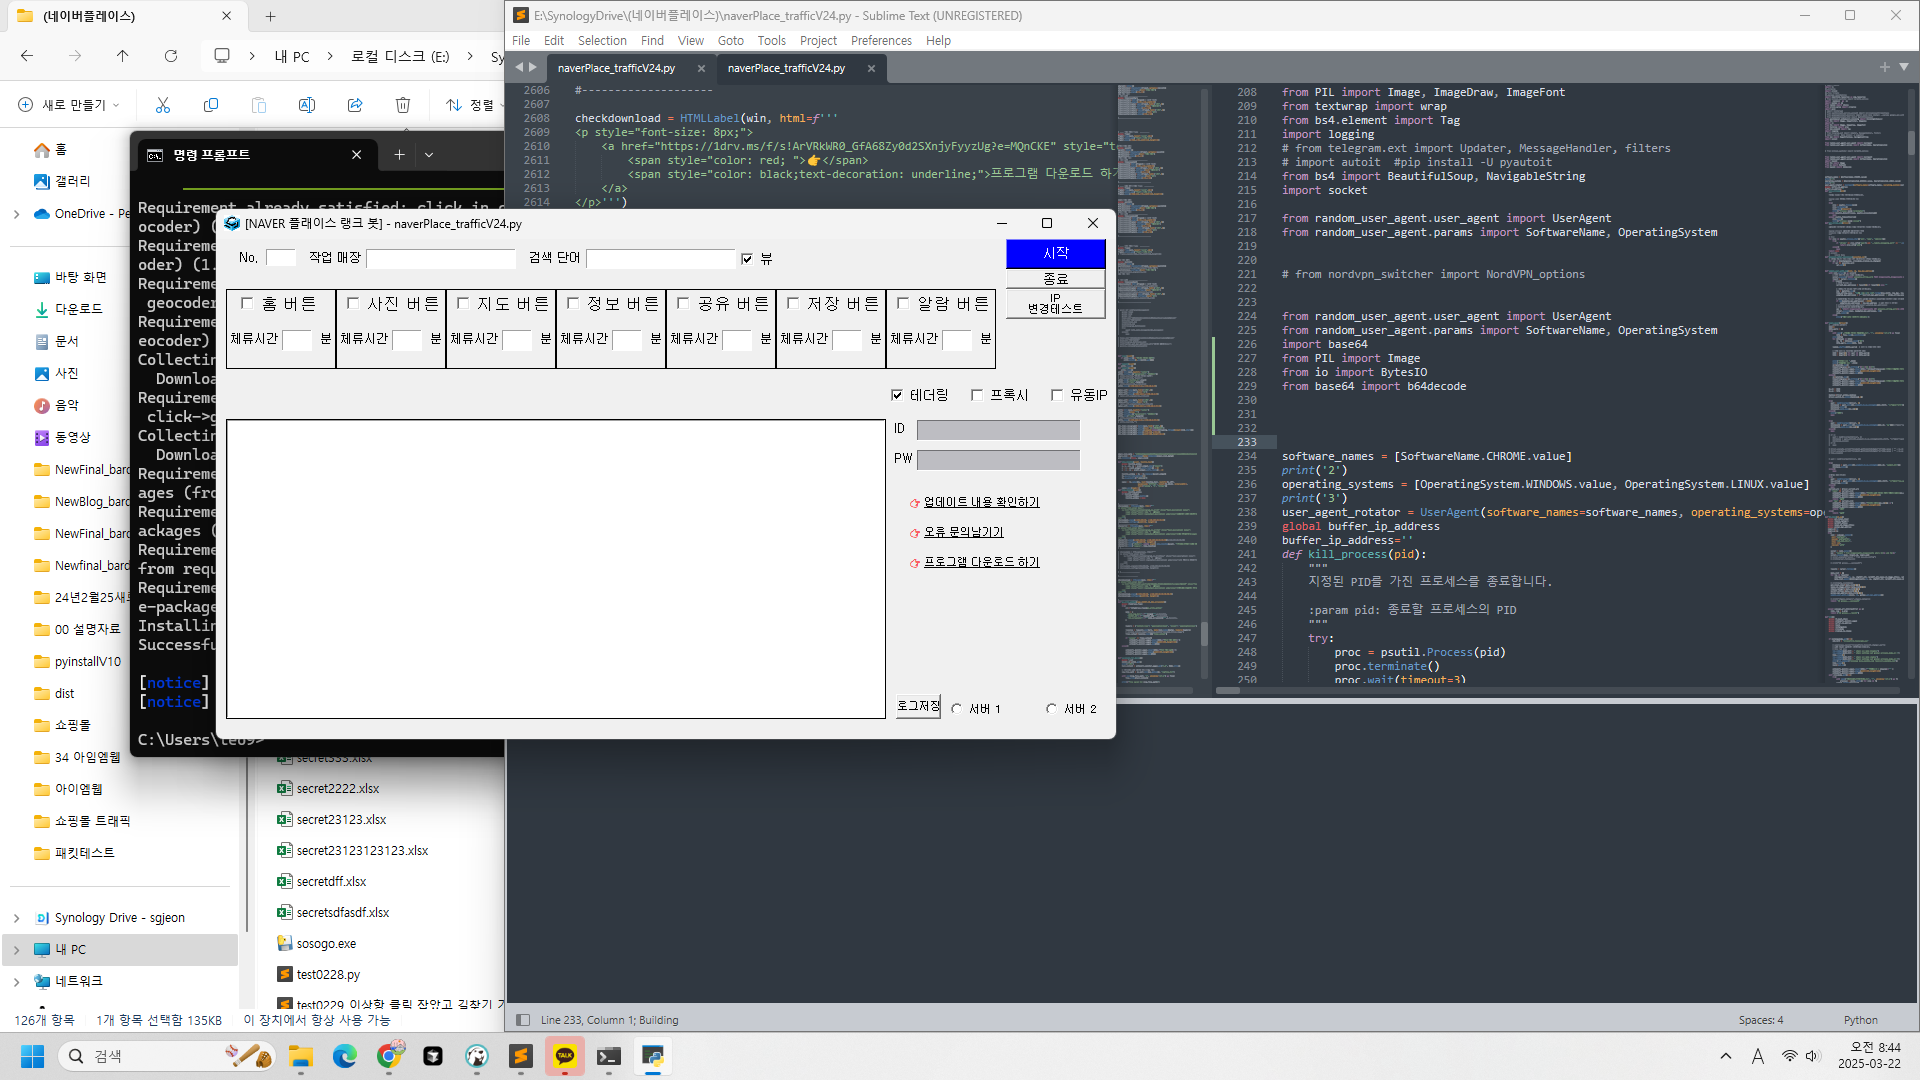 (네이버플레이스)
내 PC
로컬 디스크 (E:)
새로 만들기
정렬
홈
갤러리
OneDrive - Pe
바탕 화면
다운로드
문서
사진
음악
동영상
NewFinal_bard
NewBlog_bard
NewFinal_bard
Newfinal_bard
24년2월25새로
00 설명자료
pyinstallV10
dist
쇼핑몰
34 아임엠웹
아이엠웹
쇼핑몰 트래픽
패킷테스트
Synology Drive - sgjeon
내 PC
네트워크
secret2222.xlsx
secret23123.xlsx
secret23123123123.xlsx
secretdff.xlsx
secretsdfasdf.xlsx
sosogo.exe
test0228.py
126개 항목
1개 항목 선택함 135KB
이 장치에서 항상 사용 가능
명령 프롬프트
Requirement already satisfied: click in c
ocoder) (
Requireme
oder) (1.
Requireme
geocoder
Requireme
eocoder)
Collectin
Downloa
Requireme
click->g
Collectin
Downloa
Requireme
ages (fro
Requireme
ackages (
Requireme
from requ
Requireme
e-package
Installin
Successfu
[notice]
[notice]
C:\Users\teo9>
[NAVER 플레이스 랭크 봇] - naverPlace_trafficV24.py
No.
작업 매장
검색 단어
뷰
시작
종료
IP
변경테스트
홈 버튼
사진 버튼
지도 버튼
정보 버튼
공유 버튼
저장 버튼
알람 버튼
체류시간 분
체류시간 분
체류시간 분
체류시간 분
체류시간 분
체류시간 분
체류시간 분
테더링
프록시
유동IP
ID
PW
업데이트 내용 확인하기
오류 문의남기기
프로그램 다운로드 하기
로그저장
서버 1
서버 2
E:\SynologyDrive\(네이버플레이스)\naverPlace_trafficV24.py - Sublime Text (UNREGISTERED)
File Edit Selection Find View Goto Tools Project Preferences Help
naverPlace_trafficV24.py
naverPlace_trafficV24.py
2606 #--------------------
2607
2608 checkdownload = HTMLLabel(win, html=f'''
2609 <p style="font-size: 8px;">
2610 <a href="https://1drv.ms/f/s!ArVRkWR0_GfA68Zy0d2SXnjyFyyzUg?e=MQnCKE" style="t
2611 <span style="color: red; ">👉</span>
2612 <span style="color: black;text-decoration: underline;">프로그램 다운로드 하기
2613 </a>
2614 </p>''')
208 from PIL import Image, ImageDraw, ImageFont
209 from textwrap import wrap
210 from bs4.element import Tag
211 import logging
212 # from telegram.ext import Updater, MessageHandler, filters
213 # import autoit  #pip install -U pyautoit
214 from bs4 import BeautifulSoup, NavigableString
215 import socket
216
217 from random_user_agent.user_agent import UserAgent
218 from random_user_agent.params import SoftwareName, OperatingSystem
219
220
221 # from nordvpn_switcher import NordVPN_options
222
223
224 from random_user_agent.user_agent import UserAgent
225 from random_user_agent.params import SoftwareName, OperatingSystem
226 import base64
227 from PIL import Image
228 from io import BytesIO
229 from base64 import b64decode
230
231
232
233
234 software_names = [SoftwareName.CHROME.value]
235 print('2')
236 operating_systems = [OperatingSystem.WINDOWS.value, OperatingSystem.LINUX.value]
237 print('3')
238 user_agent_rotator = UserAgent(software_names=software_names, operating_systems=op
239 global buffer_ip_address
240 buffer_ip_address=''
241 def kill_process(pid):
242 """
243 지정된 PID를 가진 프로세스를 종료합니다.
244
245 :param pid: 종료할 프로세스의 PID
246 """
247 try:
248 proc = psutil.Process(pid)
249 proc.terminate()
250 proc.wait(timeout=3)
Line 233, Column 1; Building
Spaces: 4
Python
검색
TALK
A
오전 8:44
2025-03-22